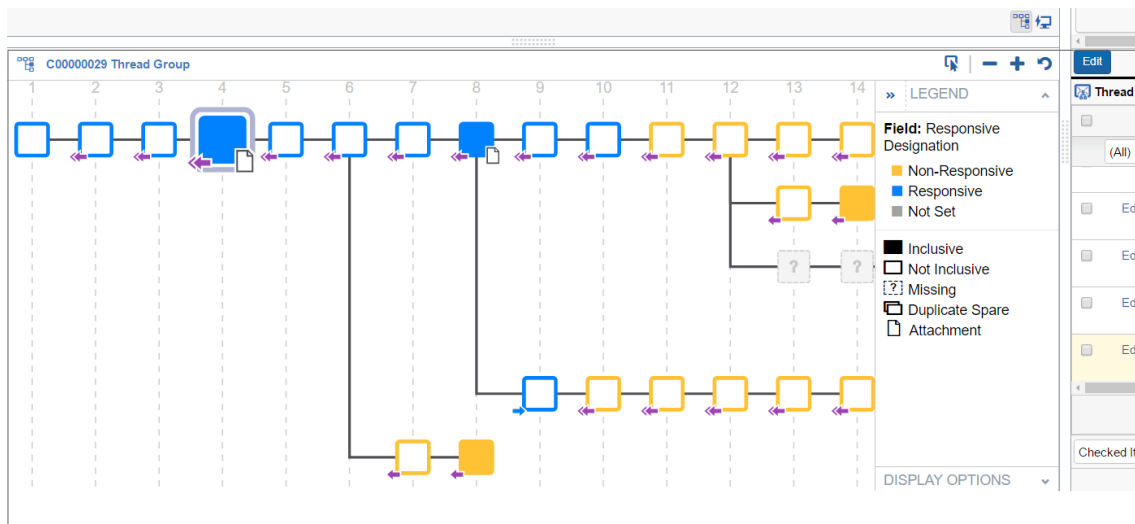 C00000029 Thread Group
Edit
1 2 3 4 5 6 7 8 9 10 11 12 13 14
» LEGEND
Thread
Field: Responsive
Designation
(All)
Non-Responsive
Responsive
Not Set
Ed
Inclusive
Ed
Not Inclusive
? ?
? Missing
Duplicate Spare
Ed
Attachment
Ed
Checked It
DISPLAY OPTIONS